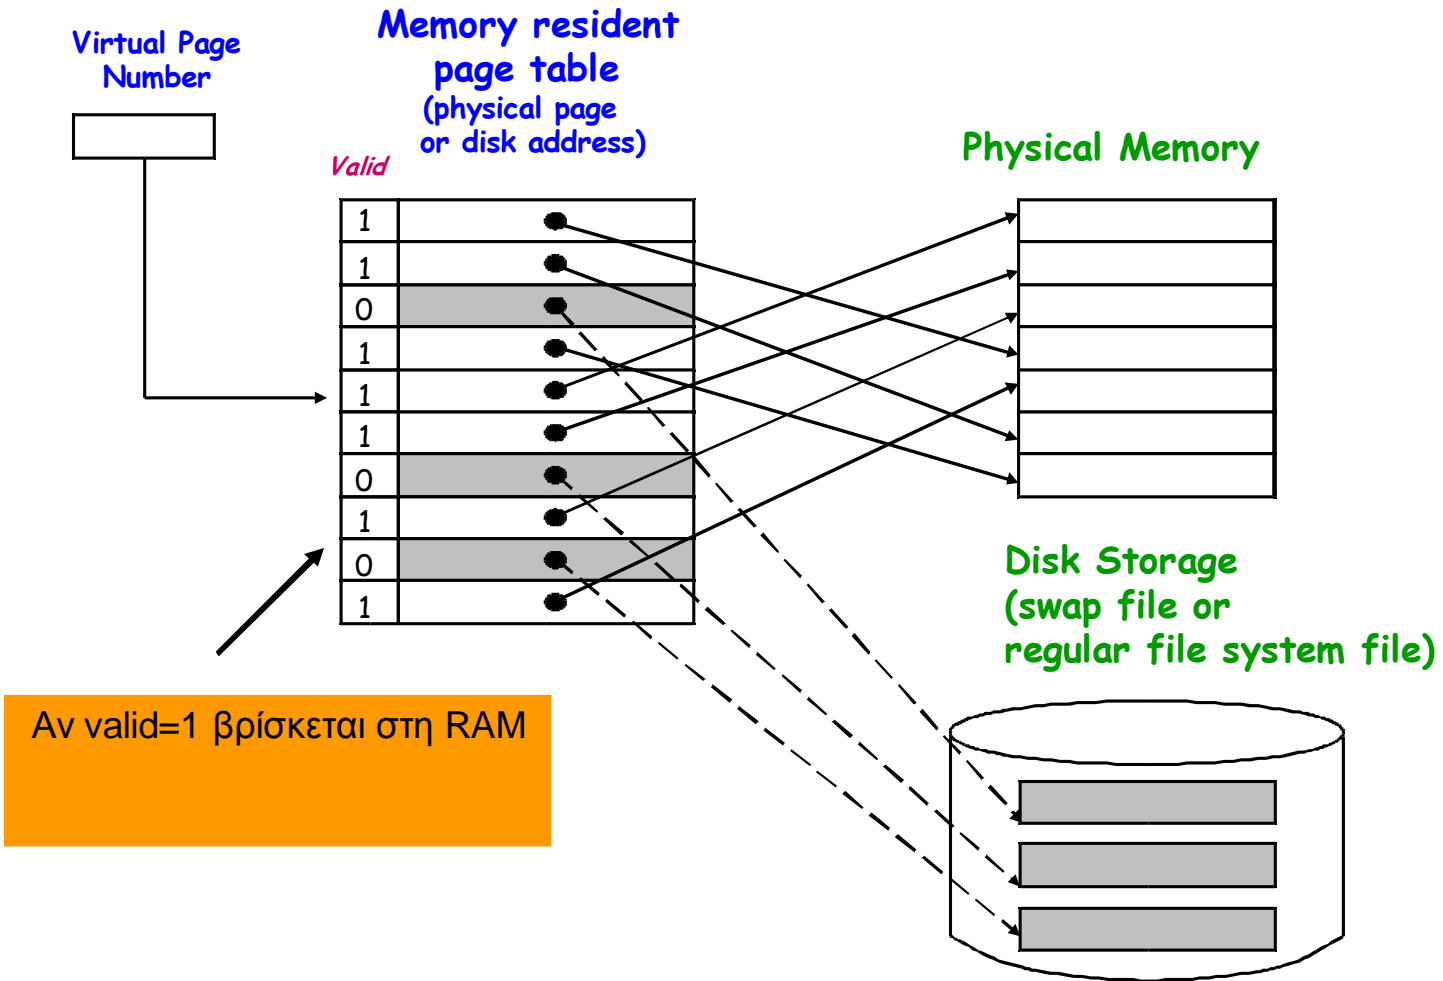 Virtual Page
Number
Memory resident
page table
(physical page
or disk address)
Valid
1
1
0
1
1
1
0
1
0
1
Physical Memory
Disk Storage
(swap file or
regular file system file)
Αν valid=1 βρίσκεται στη RAM